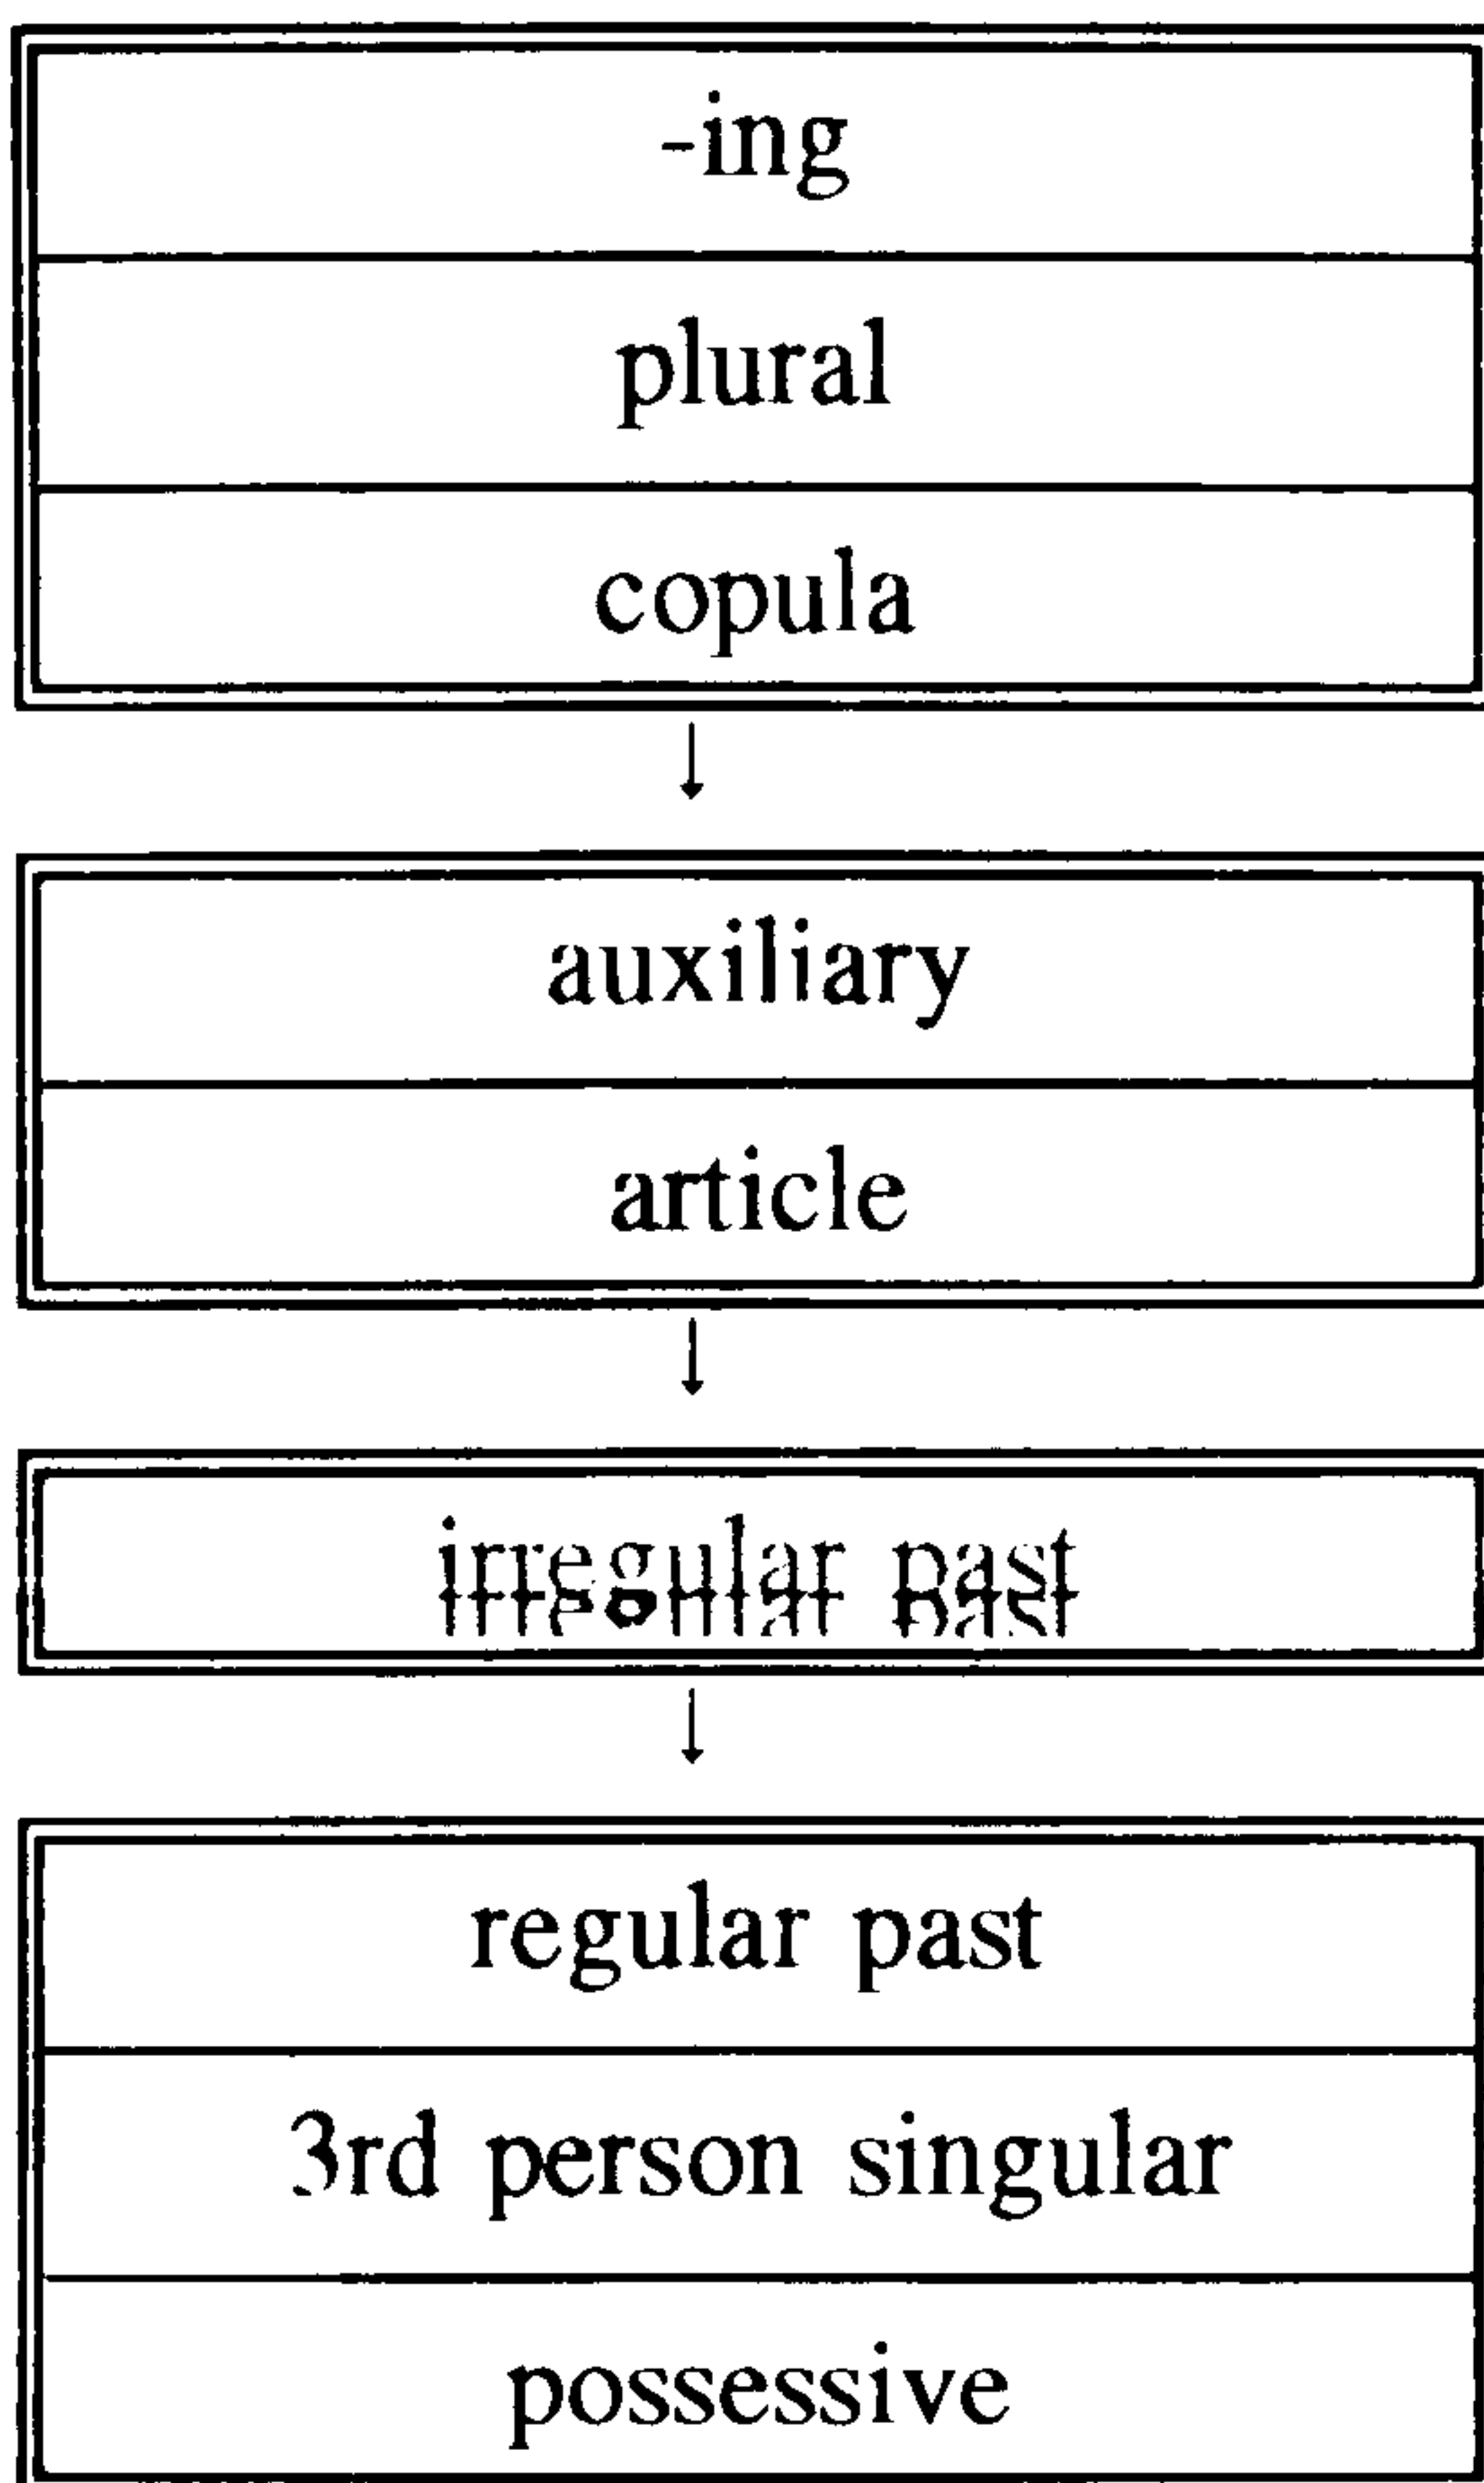 -ing
plural
copula
auxiliary
article
irregular past
regular past
3rd person singular
possessive